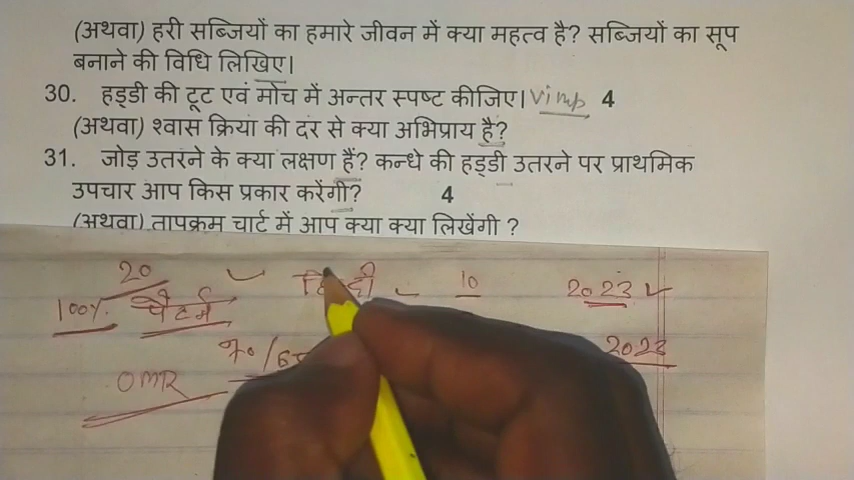 (अथवा) हरी सब्जियों का हमारे जीवन में क्या महत्व है? सब्जियों का सूप
बनाने की विधि लिखिए।
30. हड्डी की टूट एवं मोच में अन्तर स्पष्ट कीजिए। Vimp 4
(अथवा) श्वास क्रिया की दर से क्या अभिप्राय है?
31. जोड़ उतरने के क्या लक्षण हैं? कन्धे की हड्डी उतरने पर प्राथमिक
उपचार आप किस प्रकार करेंगी? 4
(अथवा) तापक्रम चार्ट में आप क्या क्या लिखेंगी ?
20 10 2023
100% पैटर्न
2023
OMR